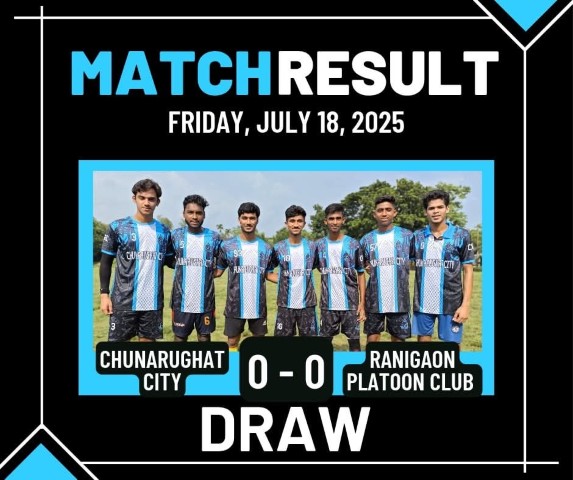 MATCHRESULT
FRIDAY, JULY 18, 2025
CHUNARUGHAT
CITY
0 - 0
RANIGAON
PLATOON CLUB
DRAW